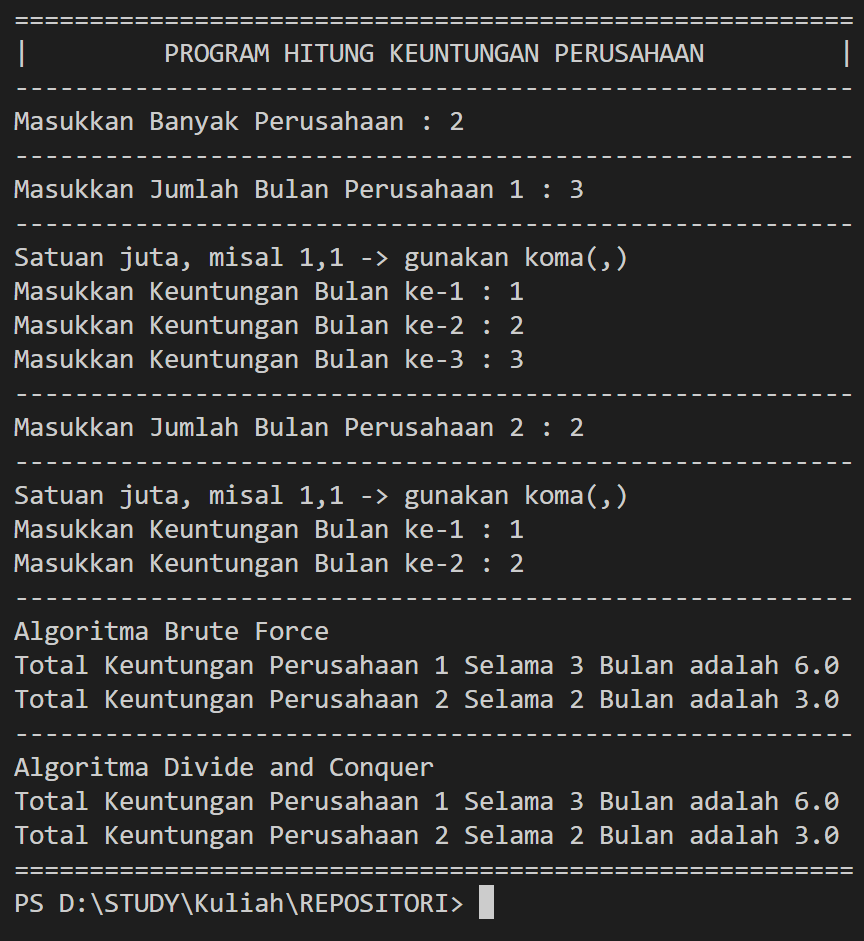 ========================================================
|         PROGRAM HITUNG KEUNTUNGAN PERUSAHAAN         |
--------------------------------------------------------
Masukkan Banyak Perusahaan : 2
--------------------------------------------------------
Masukkan Jumlah Bulan Perusahaan 1 : 3
--------------------------------------------------------
Satuan juta, misal 1,1 -> gunakan koma(,)
Masukkan Keuntungan Bulan ke-1 : 1
Masukkan Keuntungan Bulan ke-2 : 2
Masukkan Keuntungan Bulan ke-3 : 3
--------------------------------------------------------
Masukkan Jumlah Bulan Perusahaan 2 : 2
--------------------------------------------------------
Satuan juta, misal 1,1 -> gunakan koma(,)
Masukkan Keuntungan Bulan ke-1 : 1
Masukkan Keuntungan Bulan ke-2 : 2
--------------------------------------------------------
Algoritma Brute Force
Total Keuntungan Perusahaan 1 Selama 3 Bulan adalah 6.0
Total Keuntungan Perusahaan 2 Selama 2 Bulan adalah 3.0
--------------------------------------------------------
Algoritma Divide and Conquer
Total Keuntungan Perusahaan 1 Selama 3 Bulan adalah 6.0
Total Keuntungan Perusahaan 2 Selama 2 Bulan adalah 3.0
========================================================
PS D:\STUDY\Kuliah\REPOSITORI>